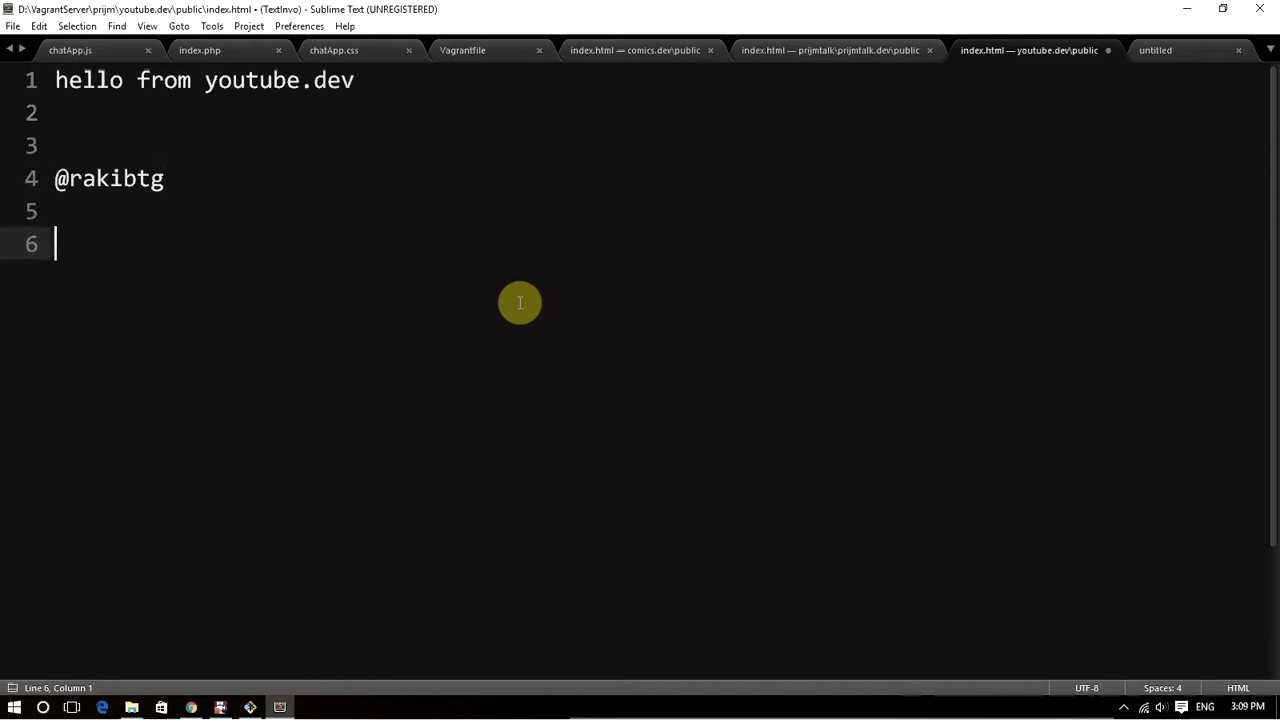 D:\VagrantServer\prijm\youtube.dev\public\index.html • (TextInvo) - Sublime Text (UNREGISTERED)
File Edit Selection View Goto Tools Project Preferences Help
chatApp.js index.php chatApp.css Vagrantfile index.html — comics.dev\public index.html — prijmtalk\prijmtalk.dev\public index.html — youtube.dev\public untitled
1 hello from youtube.dev
2
3
4 @rakibtg
5
6
Line 6, Column 1 UTF-8 Spaces: 4 HTML
ENG 3:09 PM